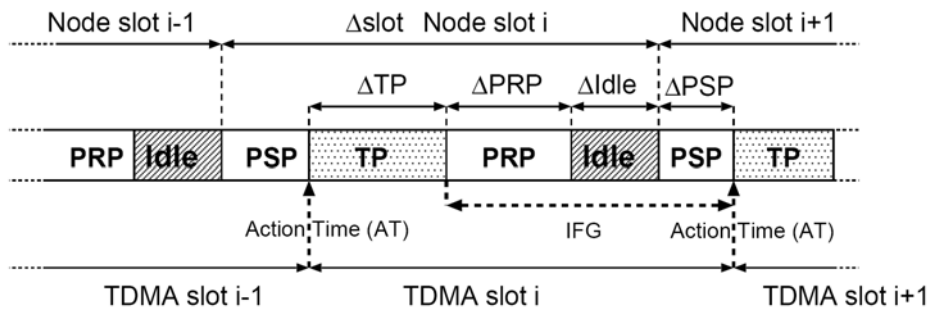 Node slot i-1 Δslot Node slot i Node slot i+1
ΔTP ΔPRP ΔIdle ΔPSP
PRP Idle PSP TP PRP Idle PSP TP
Action Time (AT) IFG Action Time (AT)
TDMA slot i-1 TDMA slot i TDMA slot i+1